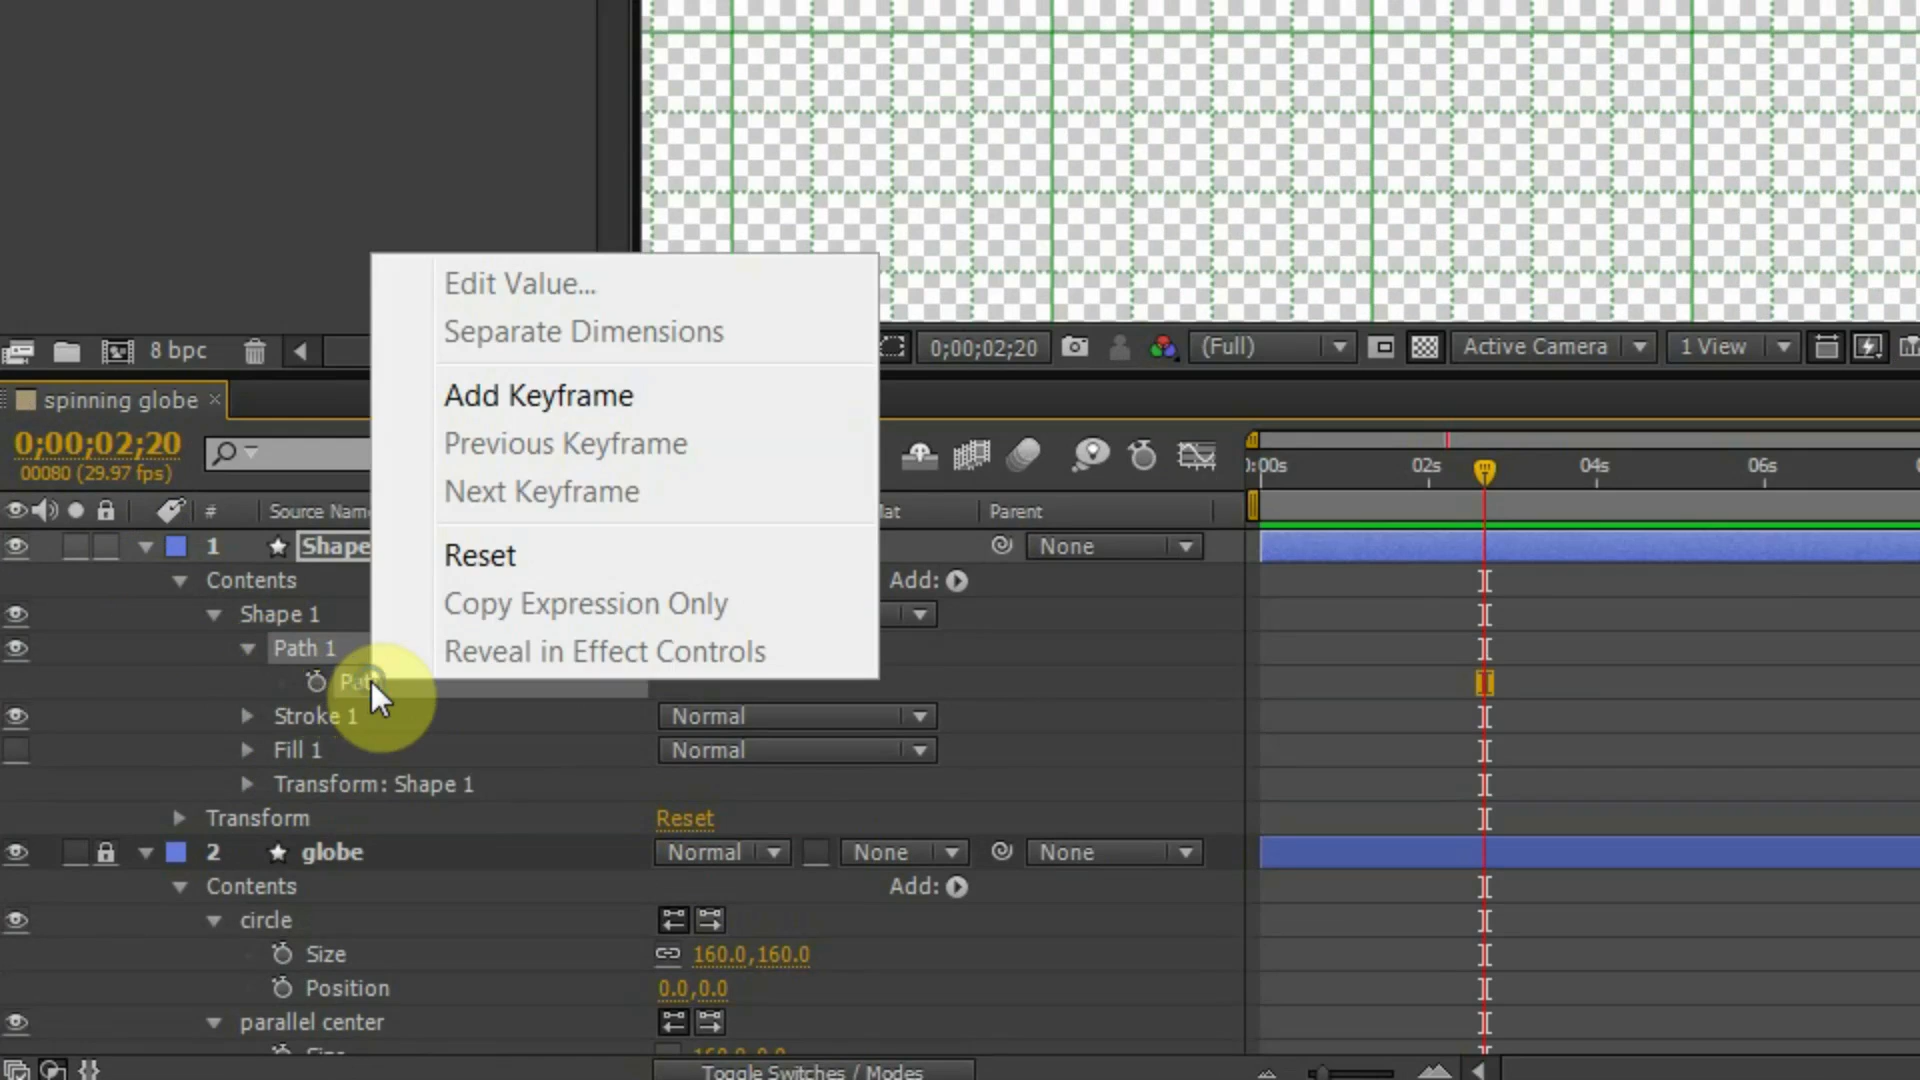 Edit Value...
Separate Dimensions
Add Keyframe
Previous Keyframe
Next Keyframe
Reset
Copy Expression Only
Reveal in Effect Controls
8 bpc
0;00;02;20
(Full)
Active Camera
1 View
spinning globe
0;00;02;20
00080 (29.97 fps)
02s
04s
06s
#
Source Name
Parent
1 Shape
None
Contents
Add:
Shape 1
Path 1
Stroke 1
Normal
Fill 1
Normal
Transform: Shape 1
Transform
Reset
2 globe
Normal
None
None
Contents
Add:
circle
Size
160.0,160.0
Position
0.0,0.0
parallel center
Toggle Switches / Modes